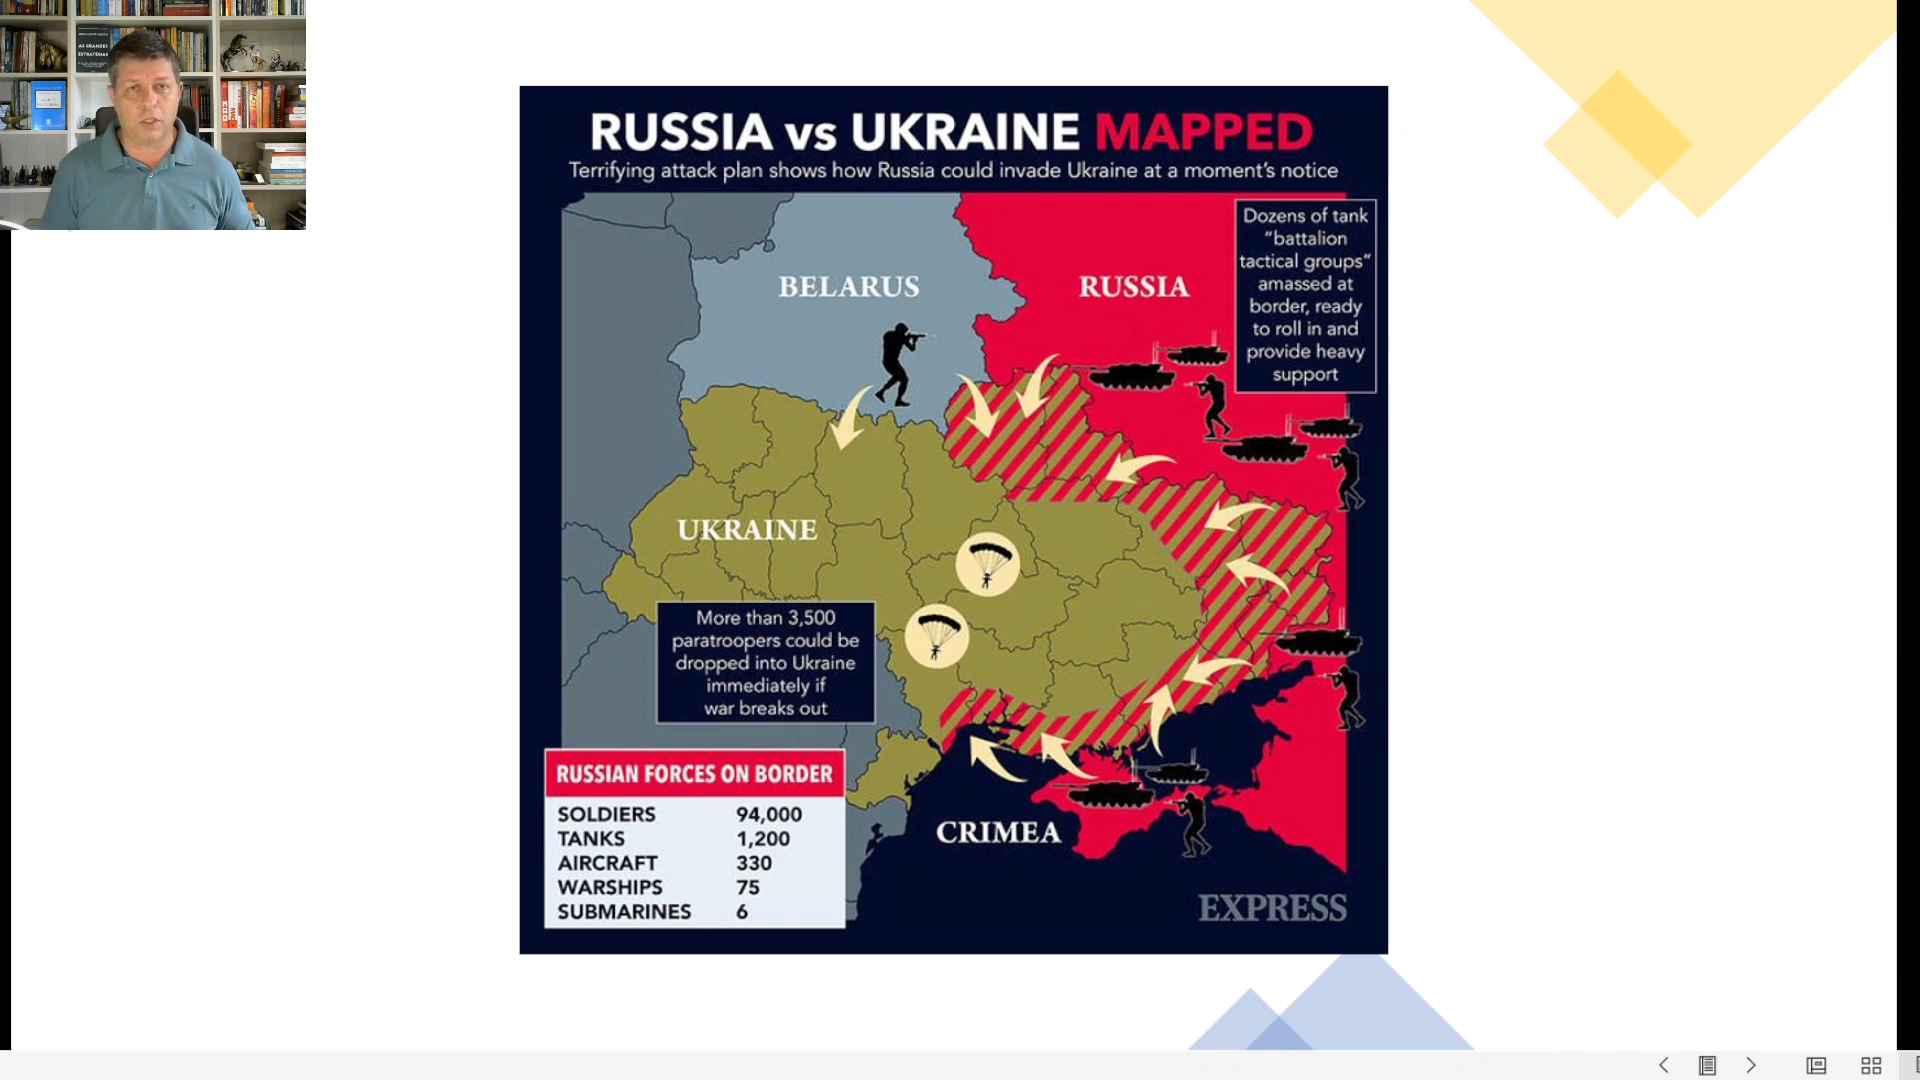 AS GRANDES
ESTRATÉGIAS
RUSSIA vs UKRAINE MAPPED
Terrifying attack plan shows how Russia could invade Ukraine at a moment's notice
Dozens of tank
"battalion
tactical groups"
amassed at
border, ready
to roll in and
provide heavy
support
BELARUS
RUSSIA
UKRAINE
More than 3,500
paratroopers could be
dropped into Ukraine
immediately if
war breaks out
RUSSIAN FORCES ON BORDER
SOLDIERS 94,000
TANKS 1,200
AIRCRAFT 330
WARSHIPS 75
SUBMARINES 6
CRIMEA
EXPRESS